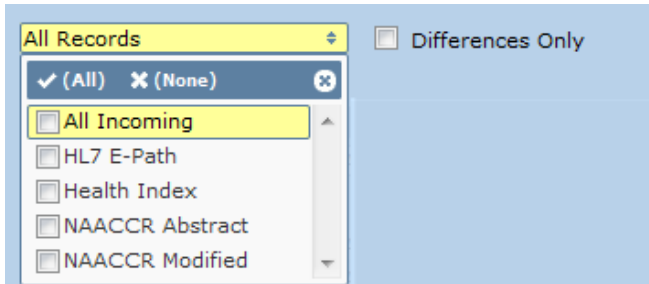 All Records Differences Only
(All) (None)
All Incoming
HL7 E-Path
Health Index
NAACCR Abstract
NAACCR Modified